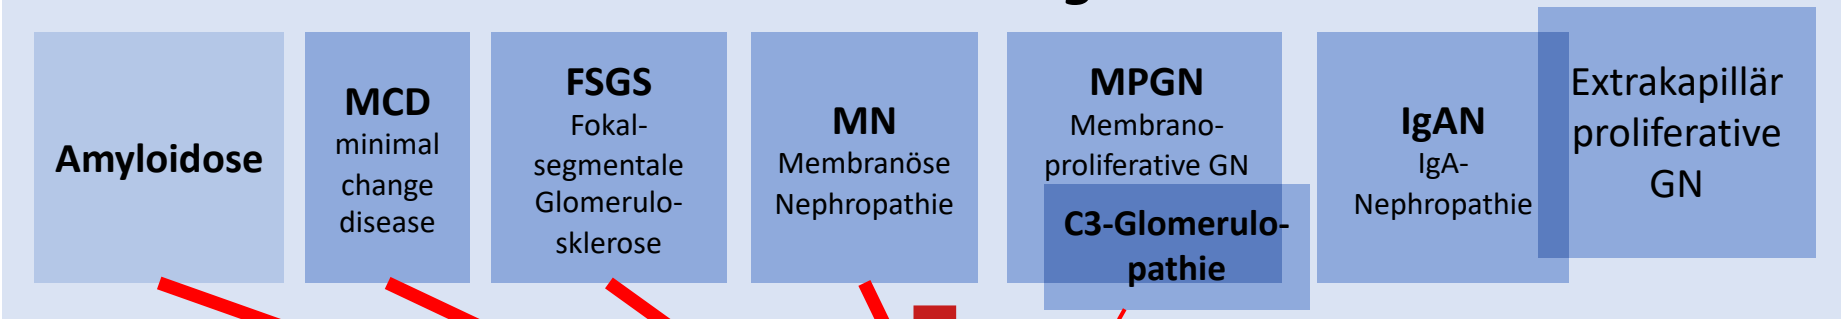 Amyloidose
MCD
minimal
change
disease
FSGS
Fokal-
segmentale
Glomerulo-
sklerose
MN
Membranöse
Nephropathie
MPGN
Membrano-
proliferative GN
C3-Glomerulo-
pathie
IgAN
IgA-
Nephropathie
Extrakapillär
proliferative
GN